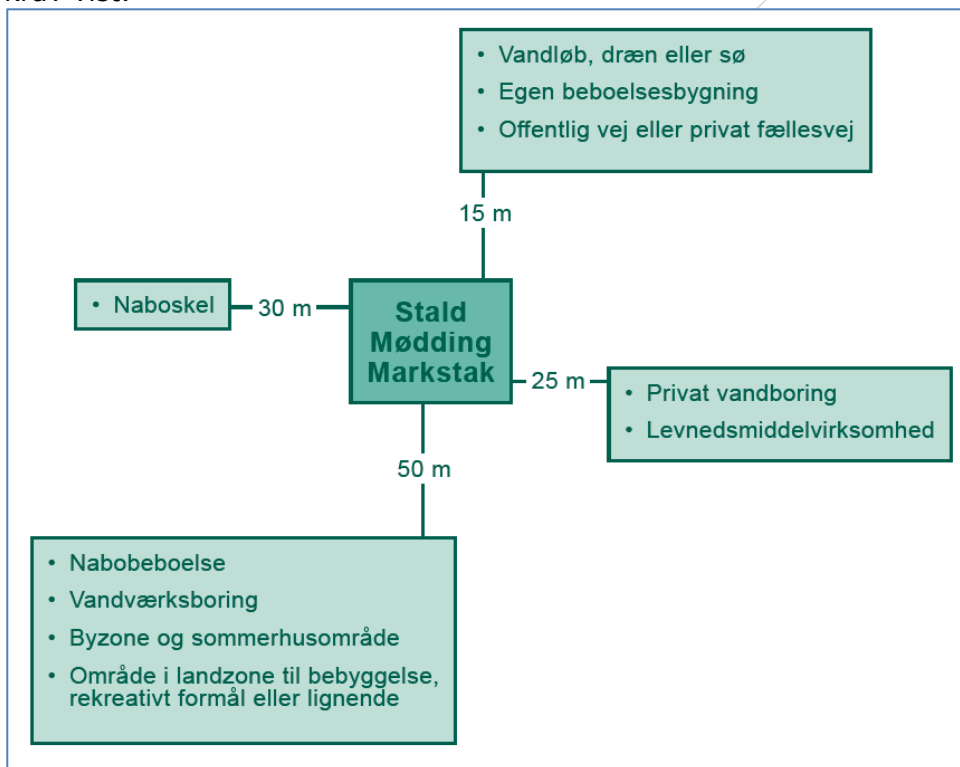 • Vandløb, dræn eller sø
• Egen beboelsesbygning
• Offentlig vej eller privat fællesvej
15 m
• Naboskel
30 m
Stald
Mødding
Markstak
25 m
• Privat vandboring
• Levnedsmiddelvirksomhed
50 m
• Nabobeboelse
• Vandværksboring
• Byzone og sommerhusområde
• Område i landzone til bebyggelse,
rekreativt formål eller lignende